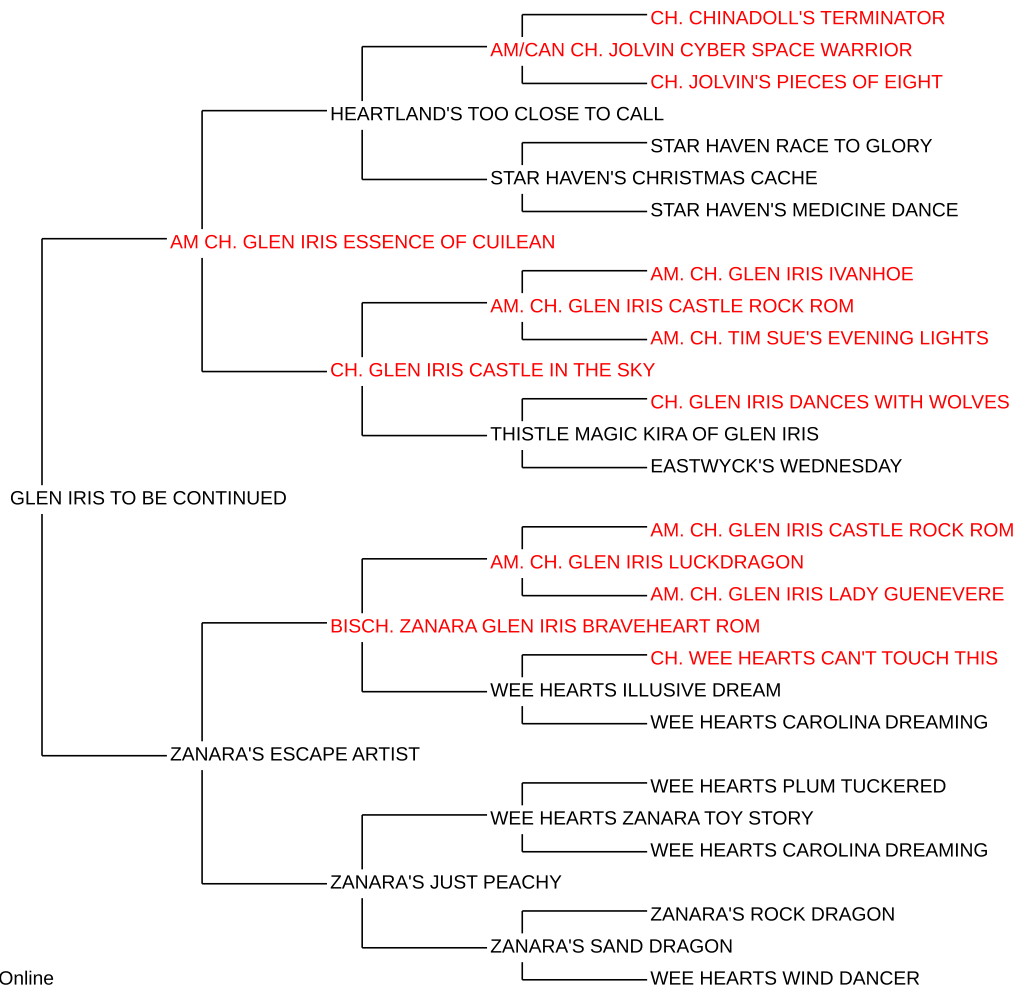 CH. CHINADOLL'S TERMINATOR
AM/CAN CH. JOLVIN CYBER SPACE WARRIOR
CH. JOLVIN'S PIECES OF EIGHT
HEARTLAND'S TOO CLOSE TO CALL
STAR HAVEN RACE TO GLORY
STAR HAVEN'S CHRISTMAS CACHE
STAR HAVEN'S MEDICINE DANCE
AM CH. GLEN IRIS ESSENCE OF CUILEAN
AM. CH. GLEN IRIS IVANHOE
AM. CH. GLEN IRIS CASTLE ROCK ROM
AM. CH. TIM SUE'S EVENING LIGHTS
CH. GLEN IRIS CASTLE IN THE SKY
CH. GLEN IRIS DANCES WITH WOLVES
THISTLE MAGIC KIRA OF GLEN IRIS
EASTWYCK'S WEDNESDAY
GLEN IRIS TO BE CONTINUED
AM. CH. GLEN IRIS CASTLE ROCK ROM
AM. CH. GLEN IRIS LUCKDRAGON
AM. CH. GLEN IRIS LADY GUENEVERE
BISCH. ZANARA GLEN IRIS BRAVEHEART ROM
CH. WEE HEARTS CAN'T TOUCH THIS
WEE HEARTS ILLUSIVE DREAM
WEE HEARTS CAROLINA DREAMING
ZANARA'S ESCAPE ARTIST
WEE HEARTS PLUM TUCKERED
WEE HEARTS ZANARA TOY STORY
WEE HEARTS CAROLINA DREAMING
ZANARA'S JUST PEACHY
ZANARA'S ROCK DRAGON
ZANARA'S SAND DRAGON
WEE HEARTS WIND DANCER
Online